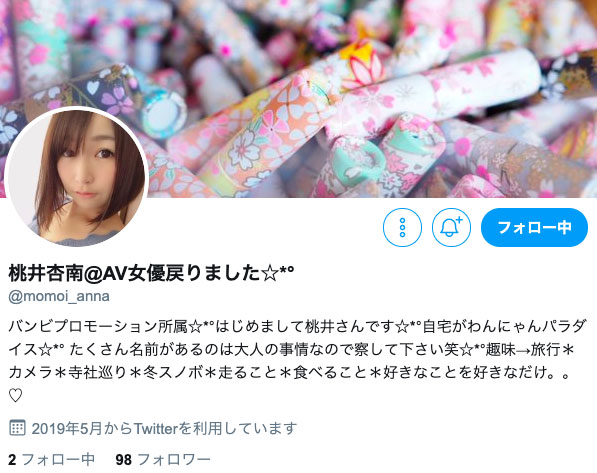 フォロー中
桃井杏南@AV女優戻りました☆*°
@momoi_anna
バンビプロモーション所属☆*°はじめまして桃井さんです☆*°自宅がわんにゃんパラダ
イス☆*° たくさん名前があるのは大人の事情なので察して下さい笑☆*°趣味→旅行＊
カメラ＊寺社巡り＊冬スノボ＊走ること＊食べること＊好きなことを好きなだけ。。
♡
2019年5月からTwitterを利用しています
2 フォロー中 98 フォロワー